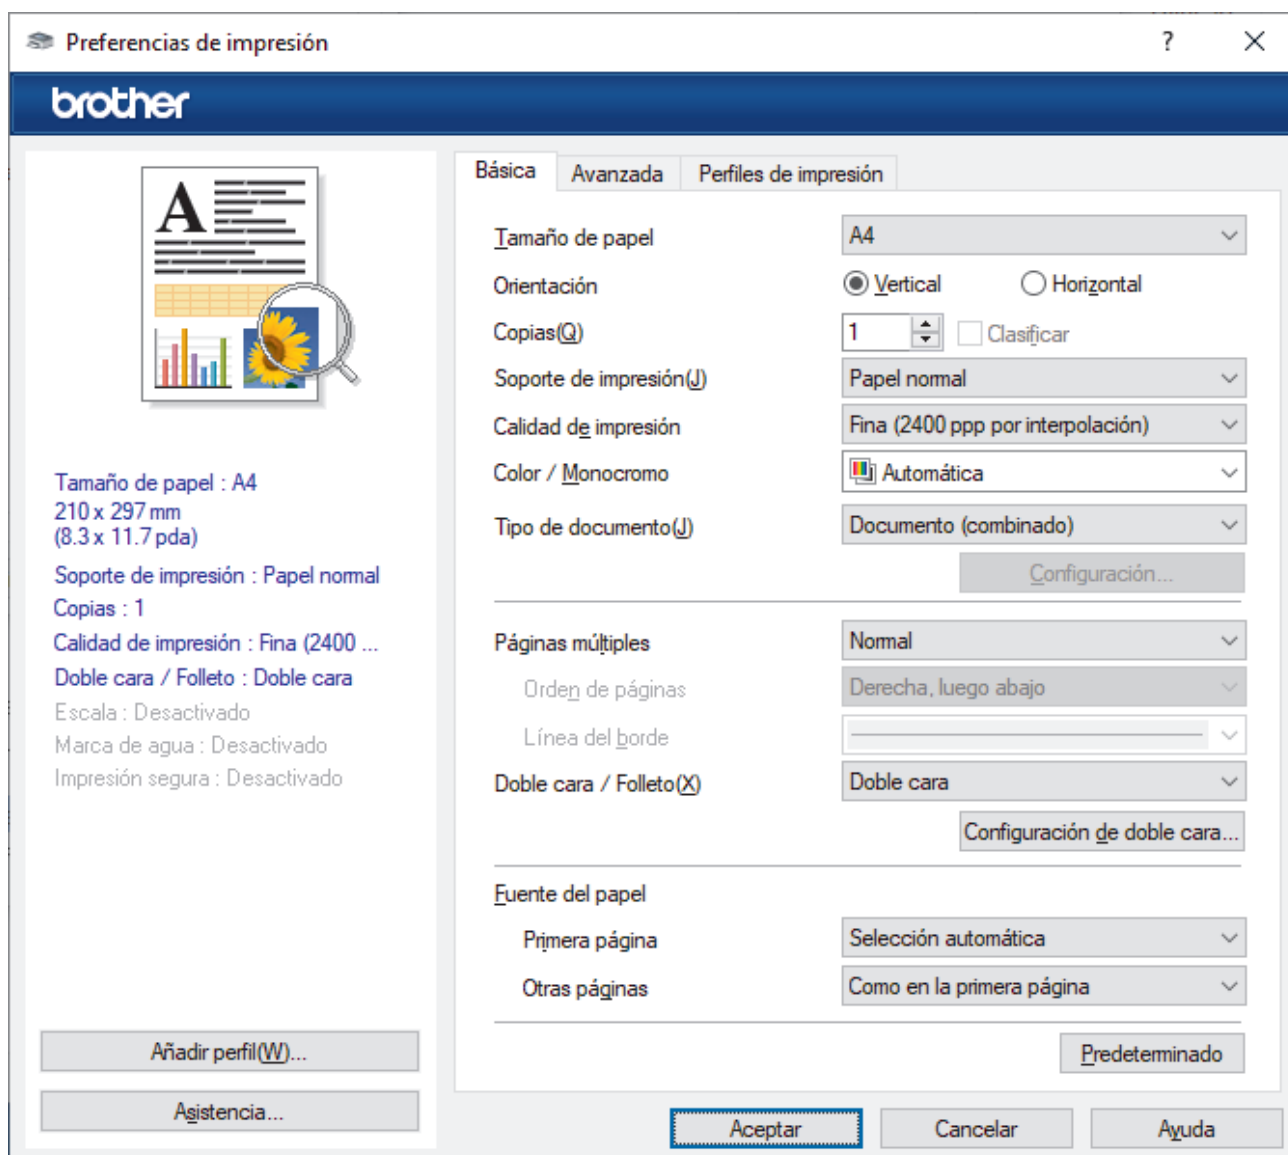 Preferencias de impresión
?
brother
A
Tamaño de papel : A4
210 x 297 mm
(8.3 x 11.7 pda)
Soporte de impresión : Papel normal
Copias : 1
Calidad de impresión : Fina (2400 ...
Doble cara / Folleto : Doble cara
Escala : Desactivado
Marca de agua : Desactivado
Impresión segura : Desactivado
Añadir perfil(W)...
Asistencia...
Básica Avanzada Perfiles de impresión
Tamaño de papel A4
Orientación Vertical Horizontal
Copias(Q) 1 Clasificar
Soporte de impresión(J) Papel normal
Calidad de impresión Fina (2400 ppp por interpolación)
Color / Monocromo Automática
Tipo de documento(J) Documento (combinado)
Configuración...
Páginas múltiples Normal
Orden de páginas Derecha, luego abajo
Línea del borde
Doble cara / Folleto(X) Doble cara
Configuración de doble cara...
Fuente del papel
Primera página Selección automática
Otras páginas Como en la primera página
Predeterminado
Aceptar Cancelar Ayuda